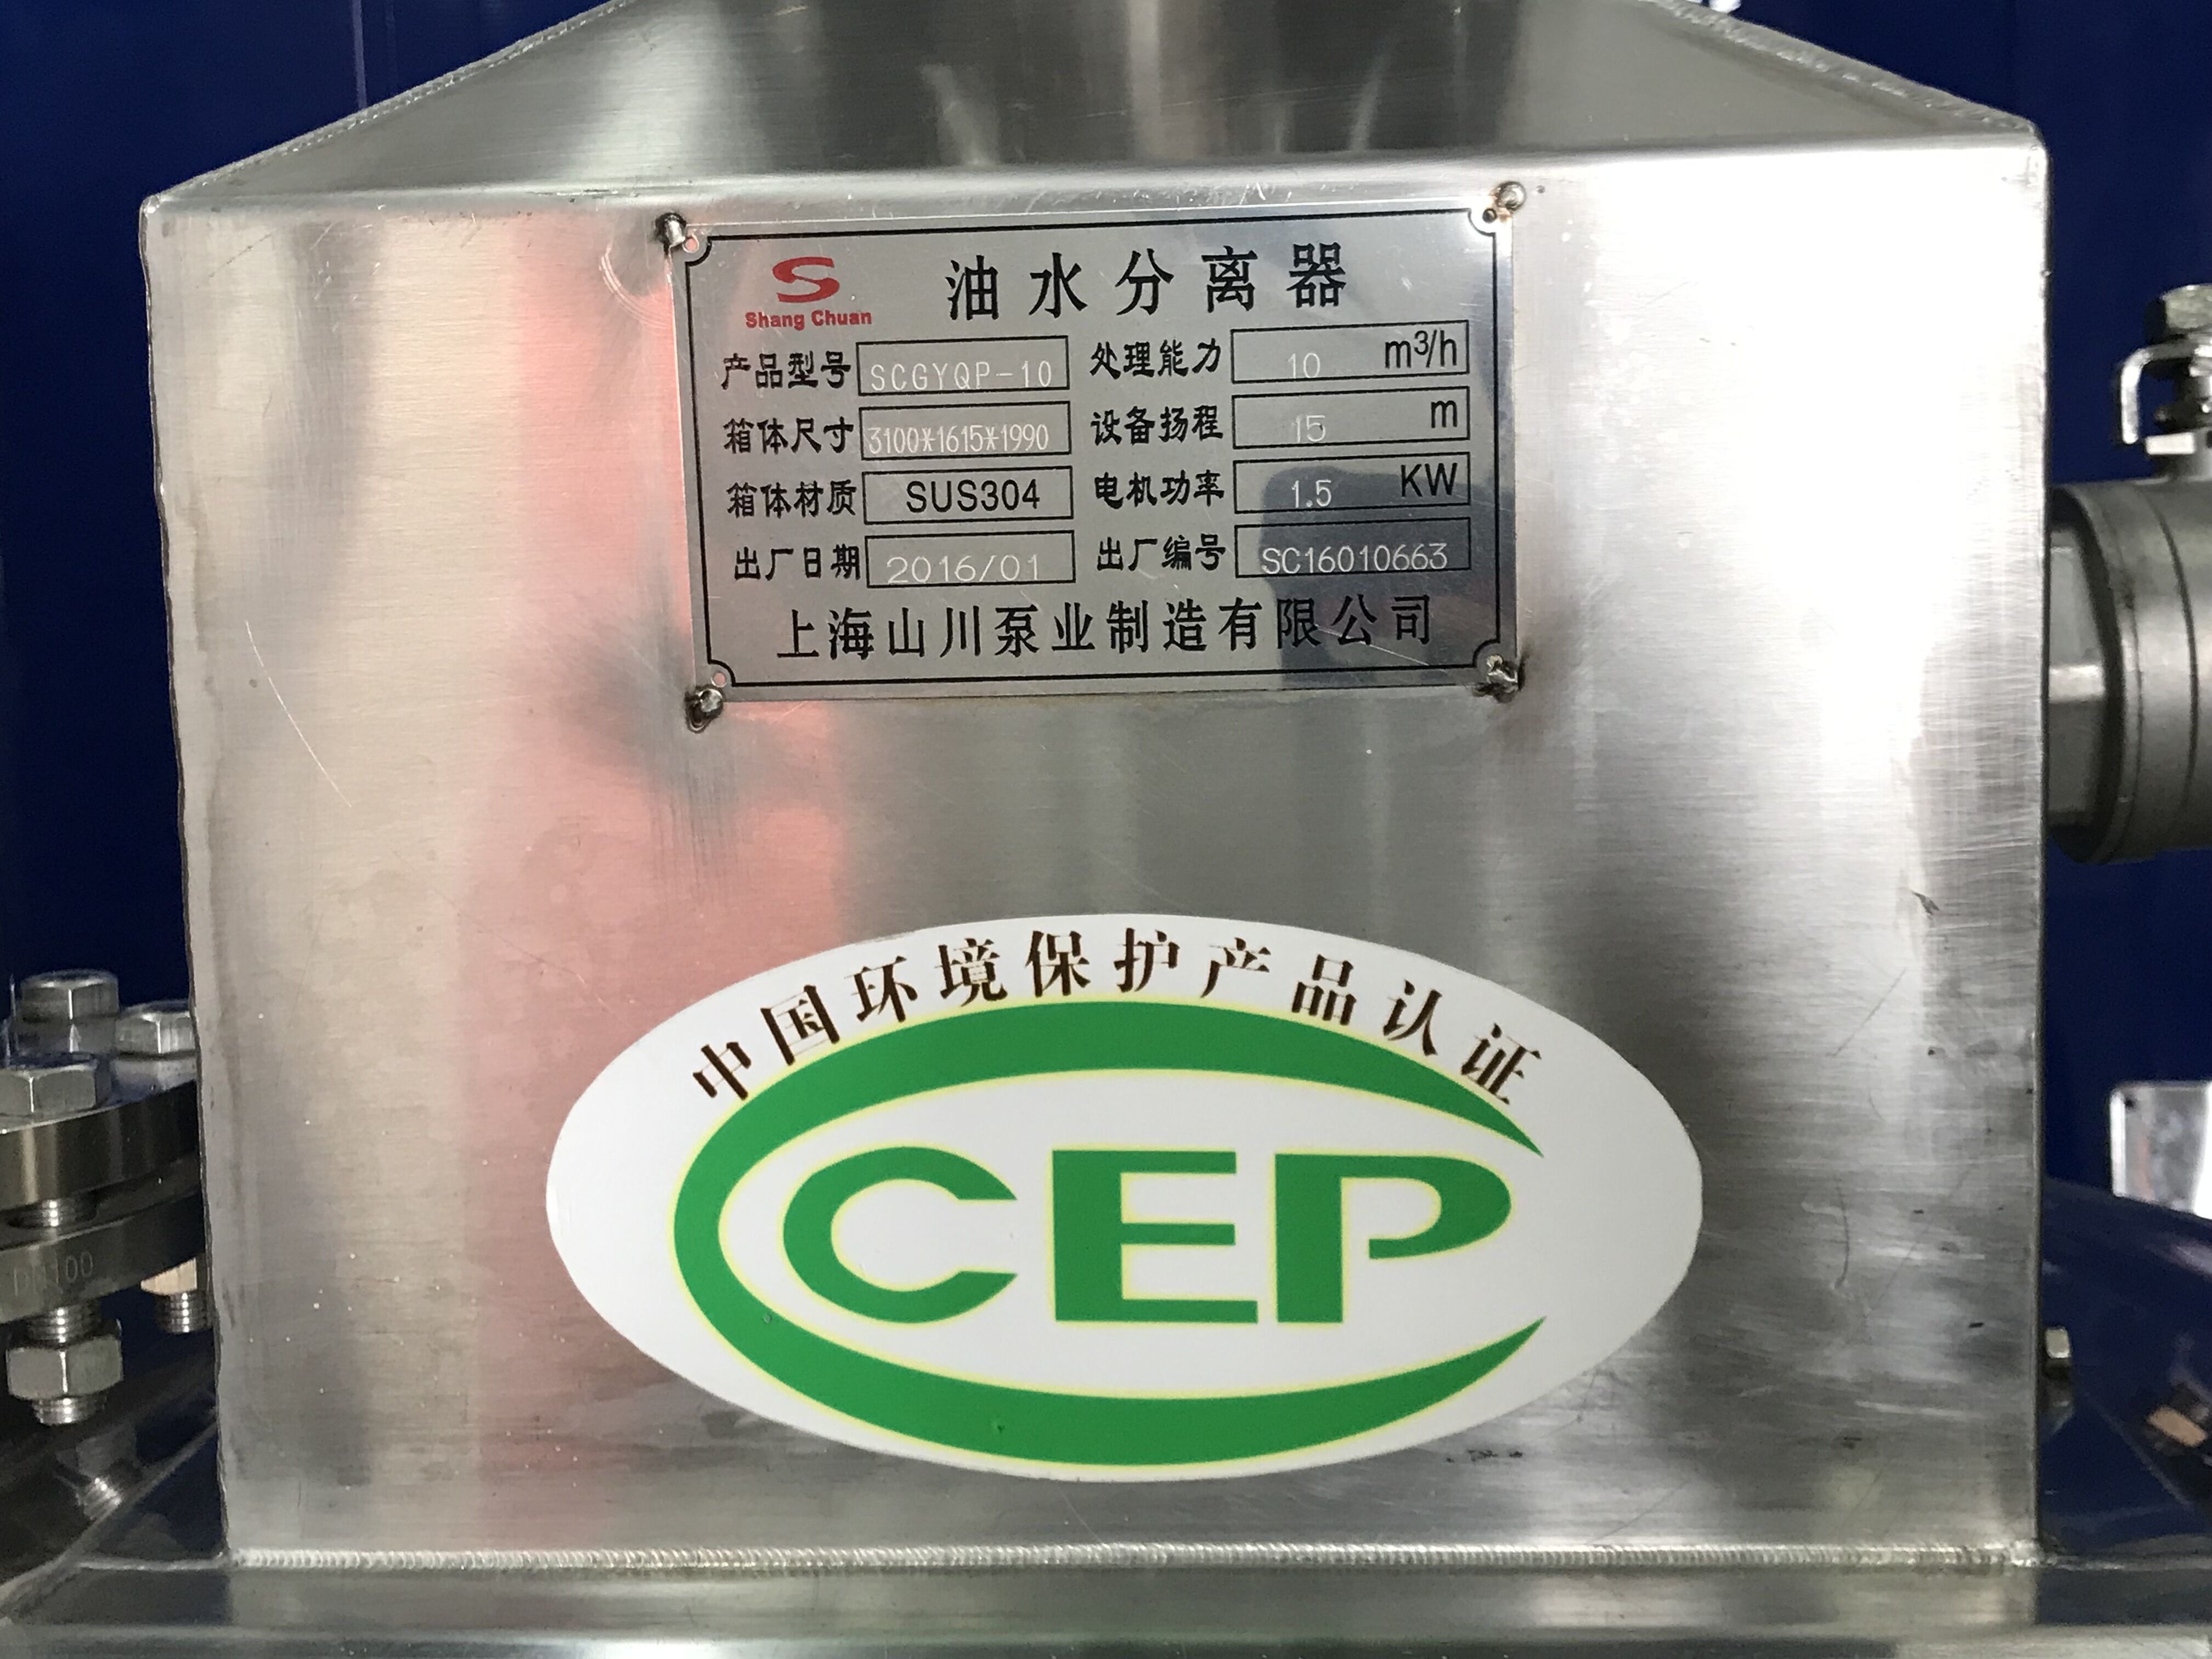 Shang Chuan
油水分离器
产品型号 SCGYQP-10 处理能力 10 m³/h
箱体尺寸 3100*1615*1990 设备扬程 15 m
箱体材质 SUS304 电机功率 1.5 KW
出厂日期 2016/01 出厂编号 SC16010663
上海山川泵业制造有限公司
中国环境保护产品认证
CEP